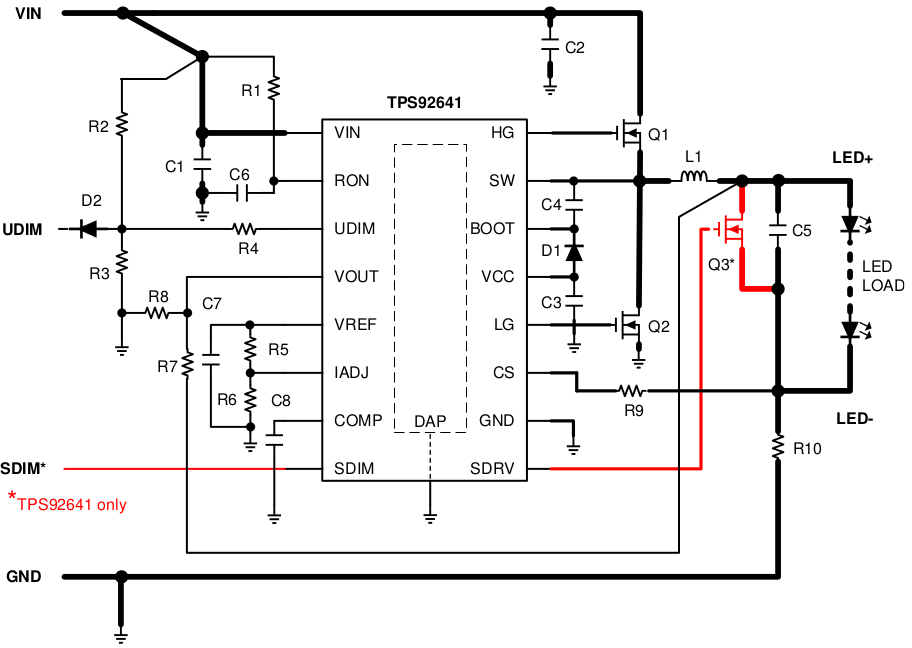 VIN
C2
R1
TPS92641
R2
VIN
HG
Q1
C1
C6
L1
LED+
RON
SW
D2
C4
UDIM
UDIM
BOOT
C5
R4
D1
Q3*
R3
VOUT
VCC
LED
LOAD
R8
C7
C3
VREF
LG
Q2
R5
R7
IADJ
CS
R6
C8
R9
COMP
DAP
GND
LED-
R10
SDIM*
SDIM
SDRV
*TPS92641 only
GND